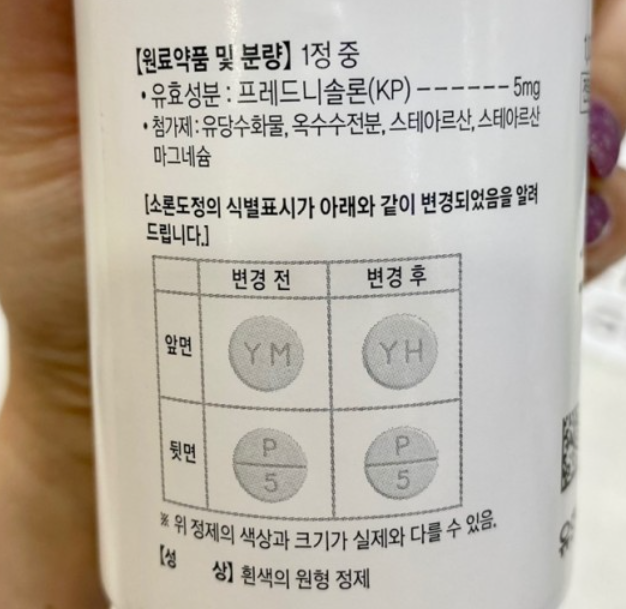 【원료약품 및 분량】 1정 중
• 유효성분 : 프레드니솔론(KP) ------ 5mg
• 첨가제 : 유당수화물, 옥수수전분, 스테아르산, 스테아르산
마그네슘
[소론도정의 식별표시가 아래와 같이 변경되었음을 알려
드립니다.]
변경 전 변경 후
앞면 YM YH
뒷면 P P
5 5
※ 위 정제의 색상과 크기가 실제와 다를 수 있음.
【성 상】 흰색의 원형 정제